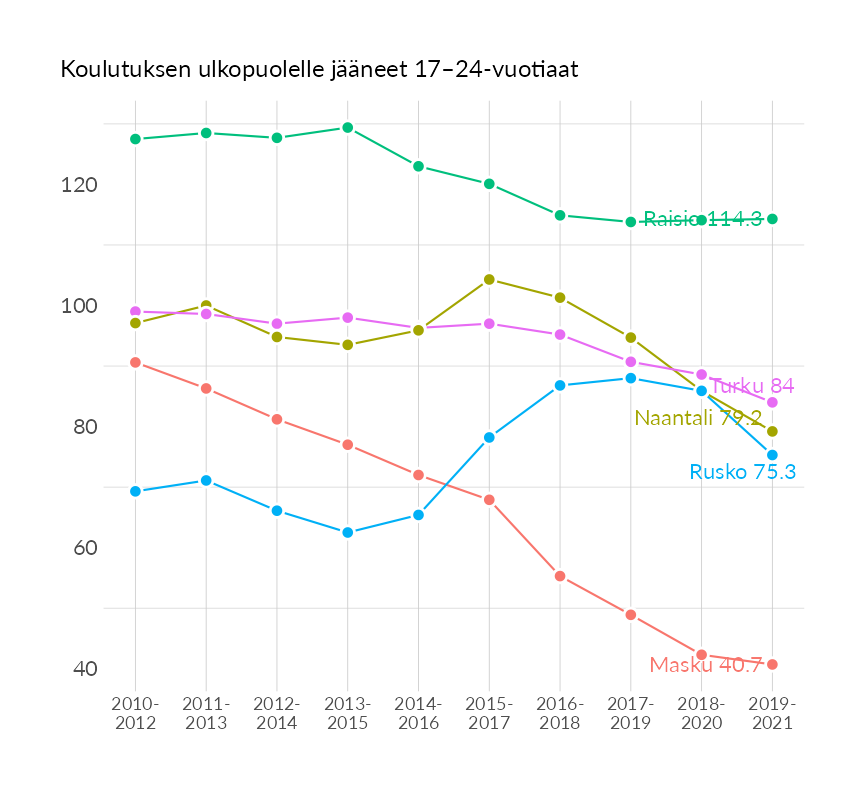 Koulutuksen ulkopuolelle jääneet 17–24-vuotiaat
120
100
80
60
40
Raisio 114.3
Turku 84
Naantali 79.2
Rusko 75.3
Masku 40.7
2010- 2011- 2012- 2013- 2014- 2015- 2016- 2017- 2018- 2019-
2012 2013 2014 2015 2016 2017 2018 2019 2020 2021